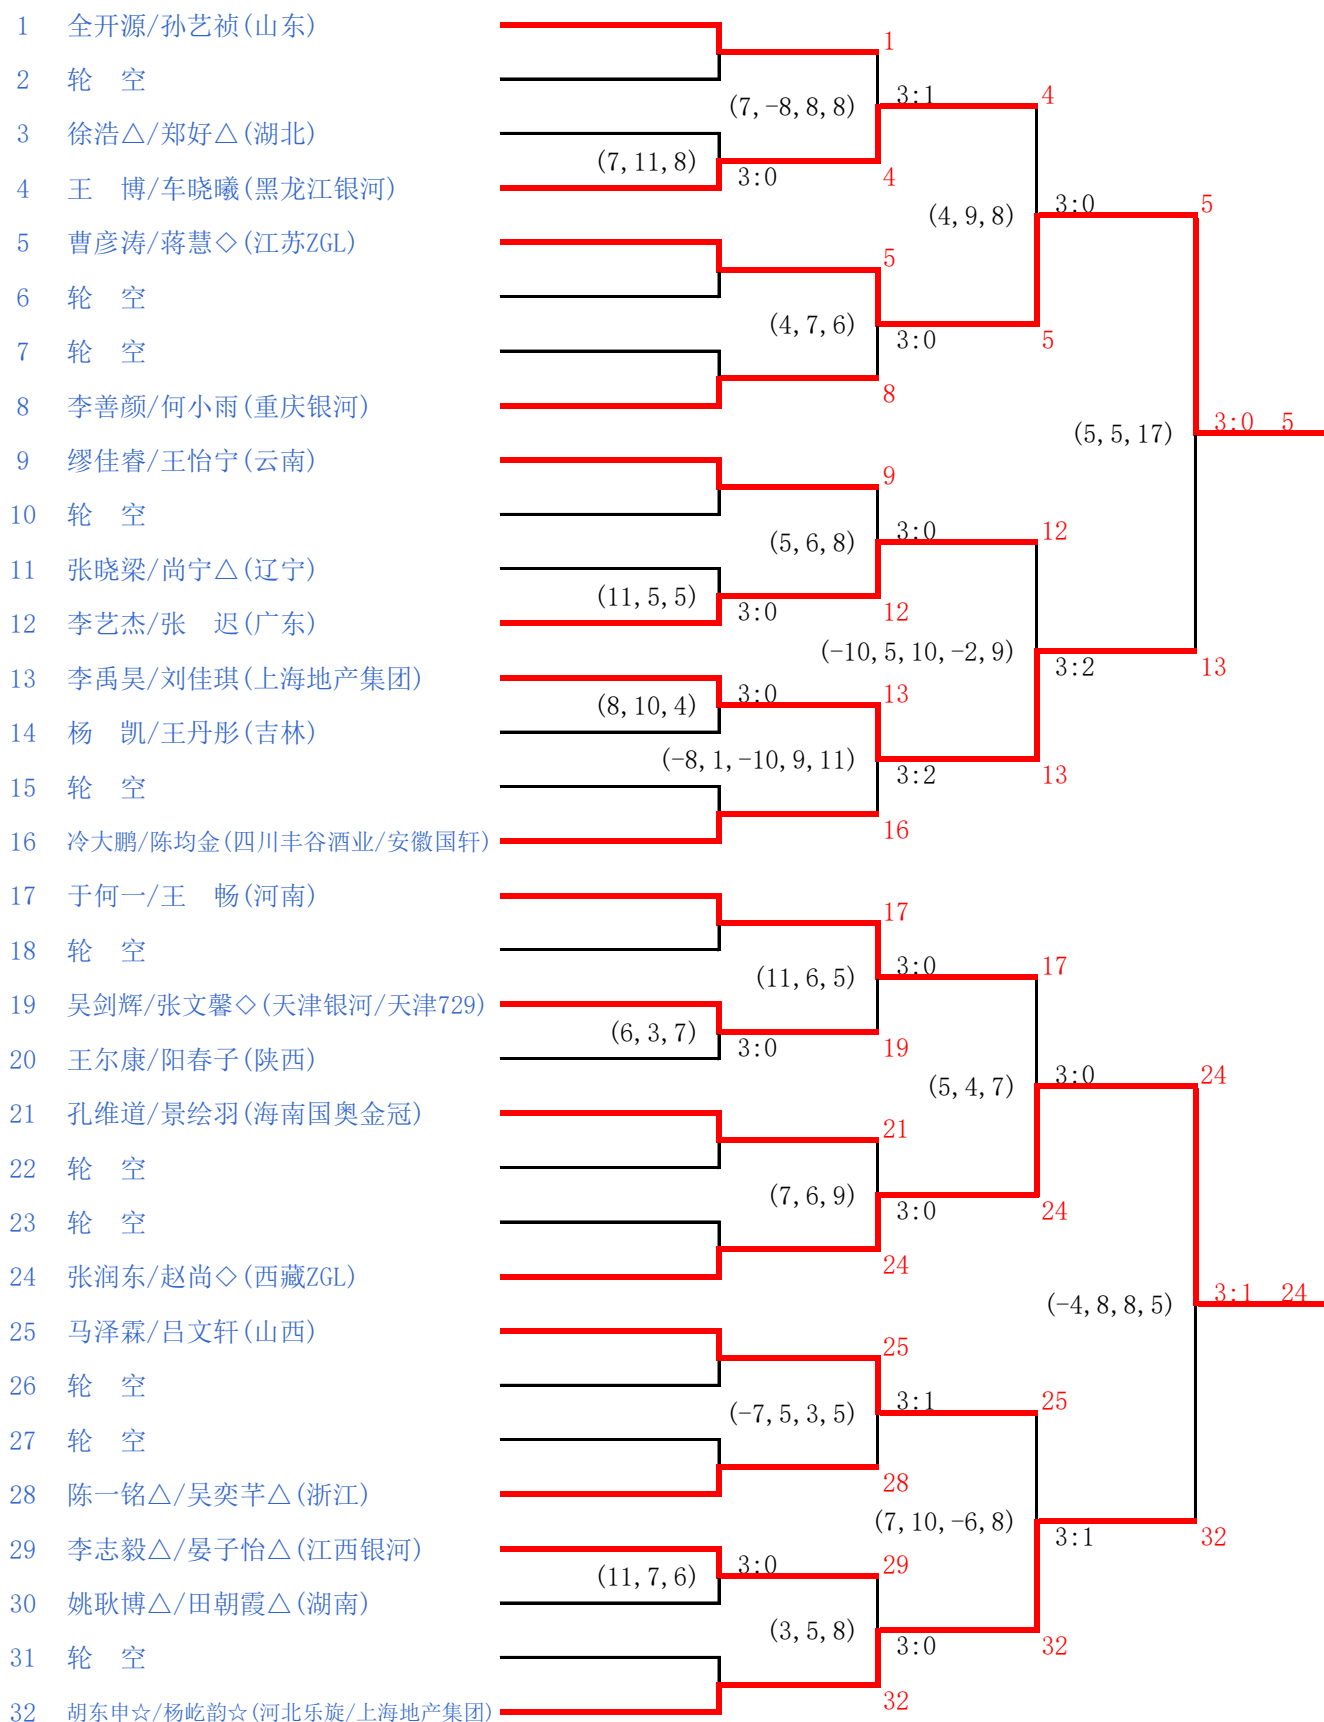 1 全开源/孙艺祯(山东)
1
2 轮 空
(7,-8,8,8) 3:1 4
3 徐浩△/郑好△(湖北)
(7,11,8) 3:0 4
4 王 博/车晓曦(黑龙江银河)
(4,9,8) 3:0 5
5 曹彦涛/蒋慧◇(江苏ZGL)
5
6 轮 空
(4,7,6) 3:0 5
7 轮 空
8
8 李善颜/何小雨(重庆银河)
(5,5,17) 3:0 5
9 缪佳睿/王怡宁(云南)
9
10 轮 空
(5,6,8) 3:0 12
11 张晓梁/尚宁△(辽宁)
(11,5,5) 3:0 12
12 李艺杰/张 迟(广东)
(-10,5,10,-2,9) 3:2 13
13 李禹昊/刘佳琪(上海地产集团)
(8,10,4) 3:0 13
14 杨 凯/王丹彤(吉林)
(-8,1,-10,9,11) 3:2 13
15 轮 空
16
16 冷大鹏/陈均金(四川丰谷酒业/安徽国轩)
17 于何一/王 畅(河南)
17
18 轮 空
(11,6,5) 3:0 17
19 吴剑辉/张文馨◇(天津银河/天津729)
(6,3,7) 3:0 19
20 王尔康/阳春子(陕西)
(5,4,7) 3:0 24
21 孔维道/景绘羽(海南国奥金冠)
21
22 轮 空
(7,6,9) 3:0 24
23 轮 空
24
24 张润东/赵尚◇(西藏ZGL)
(-4,8,8,5) 3:1 24
25 马泽霖/吕文轩(山西)
25
26 轮 空
(-7,5,3,5) 3:1 25
27 轮 空
28
28 陈一铭△/吴奕芊△(浙江)
(7,10,-6,8) 3:1 32
29 李志毅△/晏子怡△(江西银河)
(11,7,6) 3:0 29
30 姚耿博△/田朝霞△(湖南)
(3,5,8) 3:0 32
31 轮 空
32
32 胡东申☆/杨屹韵☆(河北乐旋/上海地产集团)